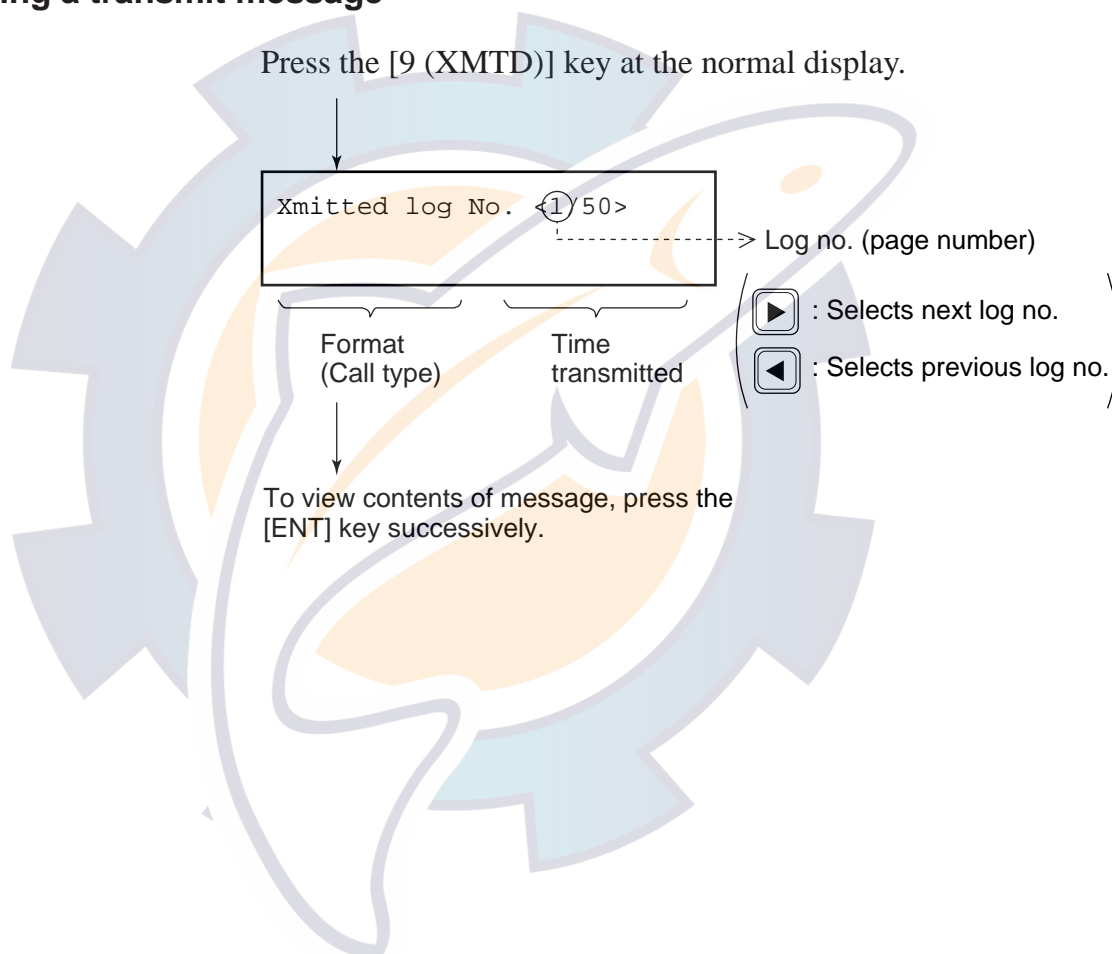 a transmit message
Press the [9 (XMTD)] key at the normal display.
Xmitted log No. <1/50>
Log no. (page number)
▶ : Selects next log no.
◀ : Selects previous log no.
Format
(Call type)
Time
transmitted
To view contents of message, press the
[ENT] key successively.